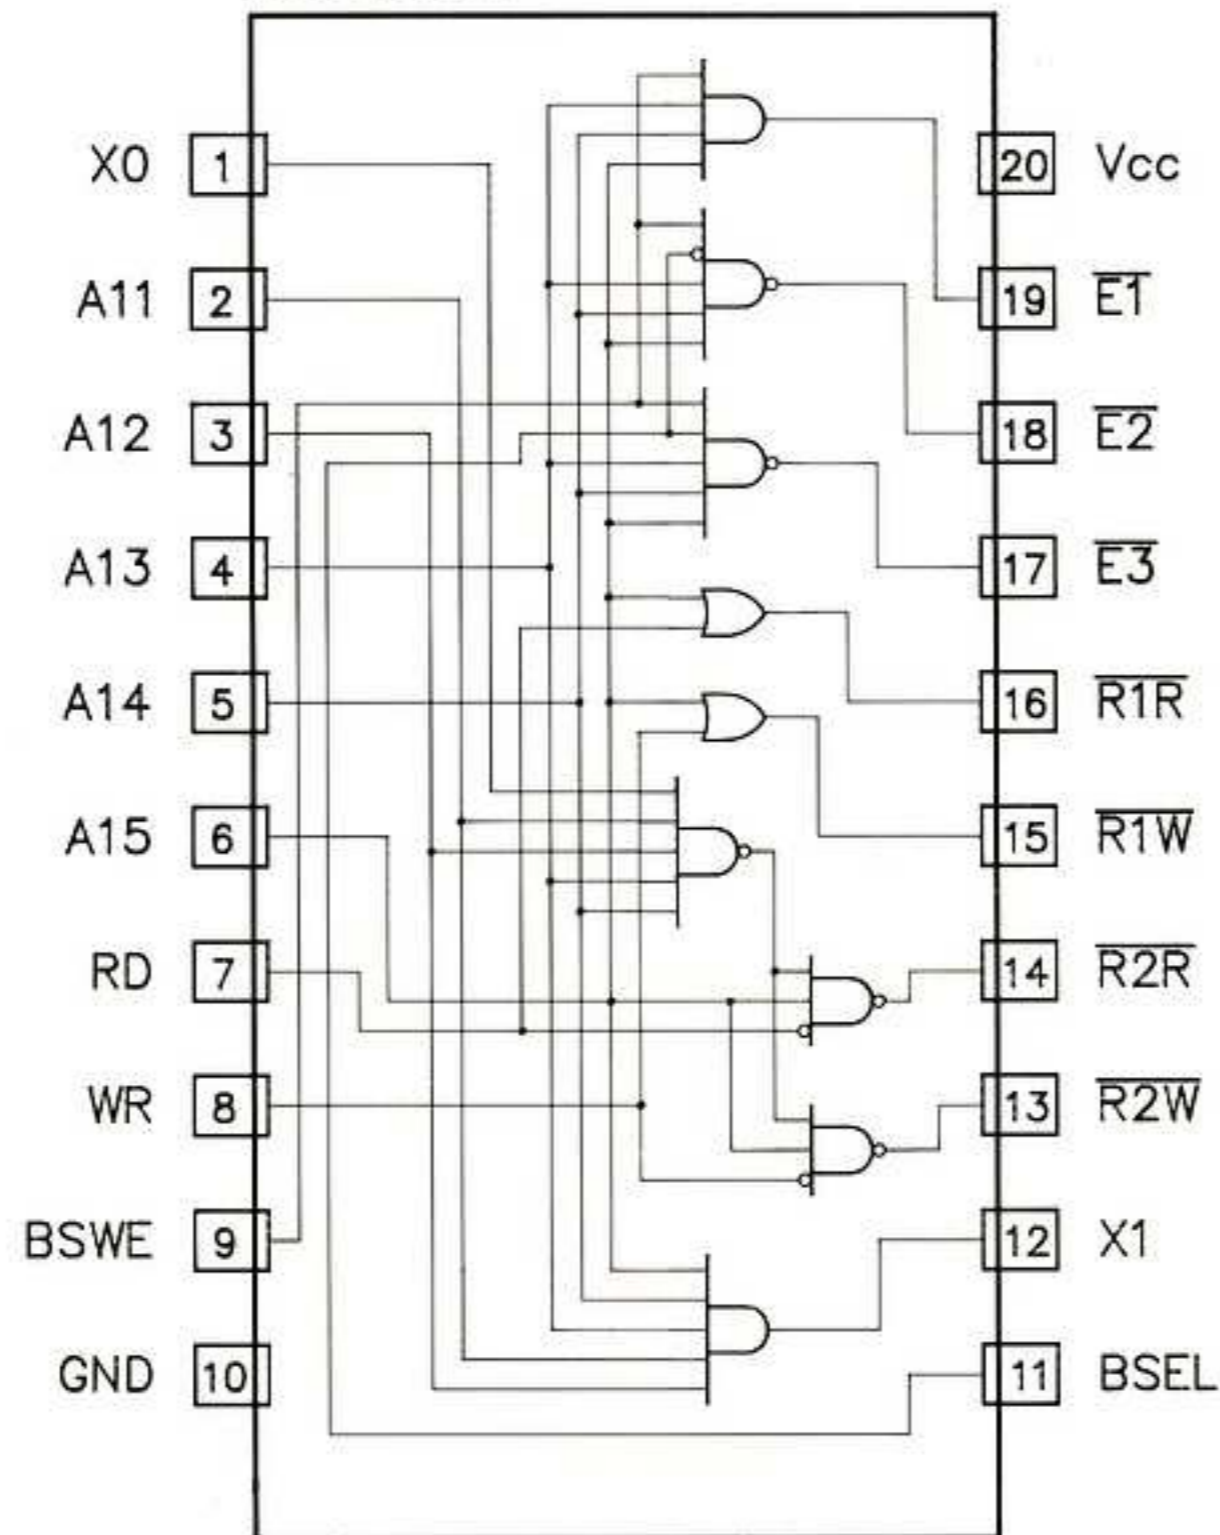 X0 1 20 Vcc
A11 2 19 E1
A12 3 18 E2
A13 4 17 E3
A14 5 16 R1R
A15 6 15 R1W
RD 7 14 R2R
WR 8 13 R2W
BSWE 9 12 X1
GND 10 11 BSEL